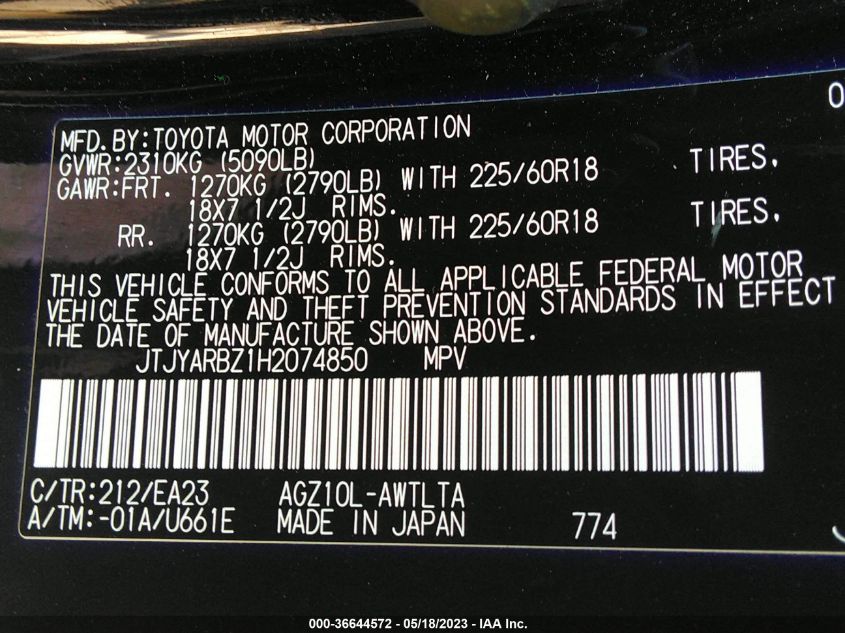 0
MFD.BY:TOYOTA MOTOR CORPORATION
GVWR:2310KG (5090LB)
GAWR:FRT. 1270KG (2790LB) WITH 225/60R18 TIRES,
18X7 1/2J RIMS.
RR. 1270KG (2790LB) WITH 225/60R18 TIRES,
18X7 1/2J RIMS.
THIS VEHICLE CONFORMS TO ALL APPLICABLE FEDERAL MOTOR
VEHICLE SAFETY AND THEFT PREVENTION STANDARDS IN EFFECT
THE DATE OF MANUFACTURE SHOWN ABOVE.
JTJYARBZ1H2074850 MPV
C/TR:212/EA23 AGZ10L-AWTLTA
A/TM:-01A/U661E MADE IN JAPAN 774
000-36644572 - 05/18/2023 - IAA Inc.